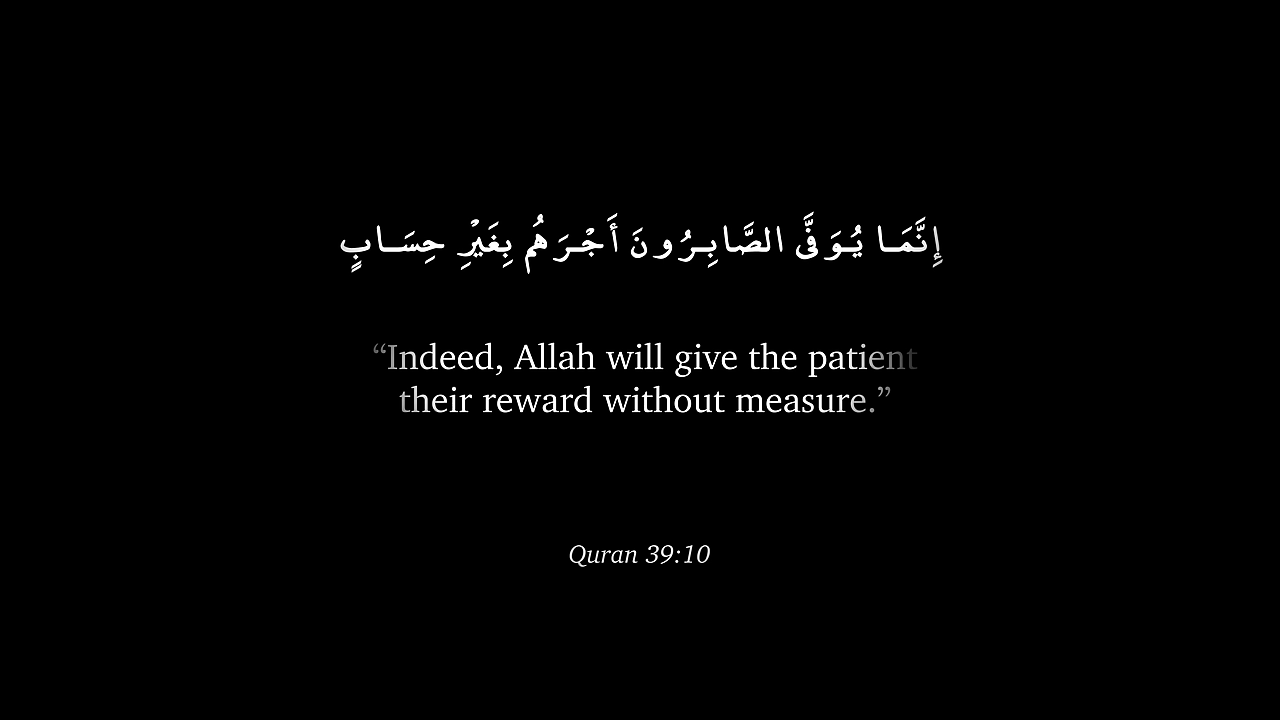 إِنَّمَا يُوَفَّى الصَّابِرُونَ أَجْرَهُم بِغَيْرِ حِسَابٍ
“Indeed, Allah will give the patient
their reward without measure.”
Quran 39:10